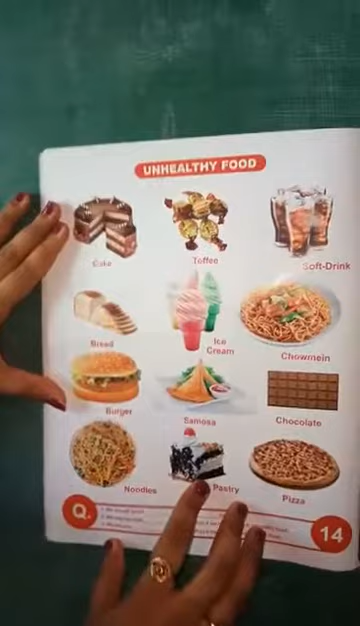 UNHEALTHY FOOD
Cake Toffee Soft-Drink
Bread Ice Cream Chowmein
Burger Samosa Chocolate
Noodles Pastry Pizza
Q.
14